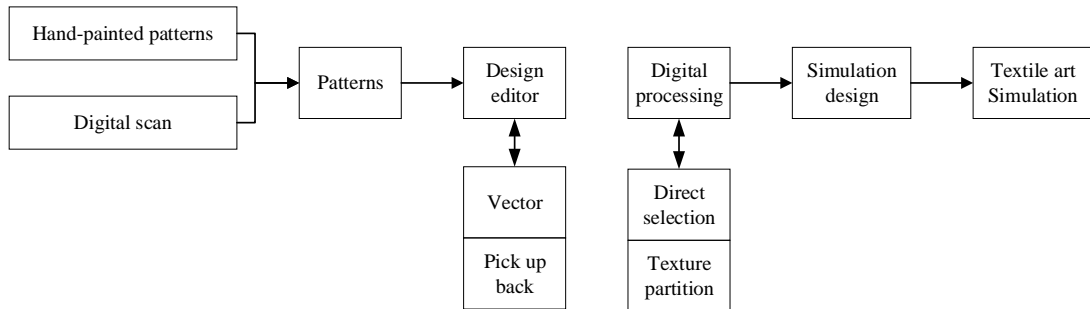 Hand-painted patterns
Digital scan
Patterns
Design
editor
Vector
Pick up
back
Digital
processing
Direct
selection
Texture
partition
Simulation
design
Textile art
Simulation